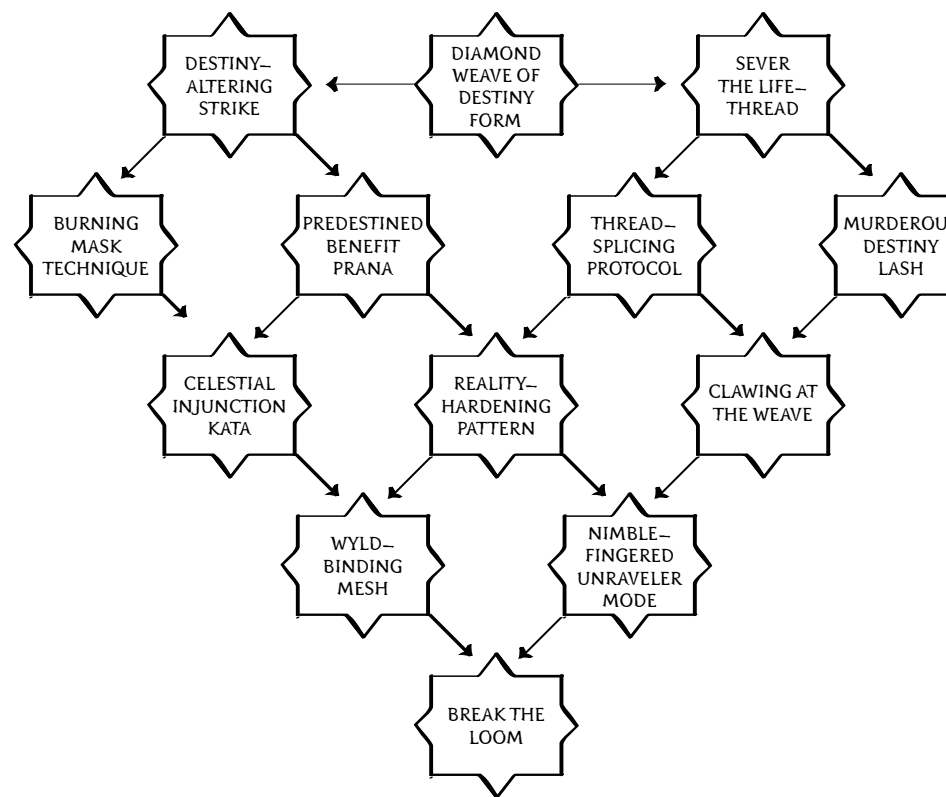 DESTINY–
ALTERING
STRIKE
DIAMOND
WEAVE OF
DESTINY
FORM
SEVER
THE LIFE–
THREAD
BURNING
MASK
TECHNIQUE
PREDESTINED
BENEFIT
PRANA
THREAD–
SPLICING
PROTOCOL
MURDEROU
DESTINY
LASH
CELESTIAL
INJUNCTION
KATA
REALITY–
HARDENING
PATTERN
CLAWING AT
THE WEAVE
WYLD–
BINDING
MESH
NIMBLE–
FINGERED
UNRAVELER
MODE
BREAK THE
LOOM